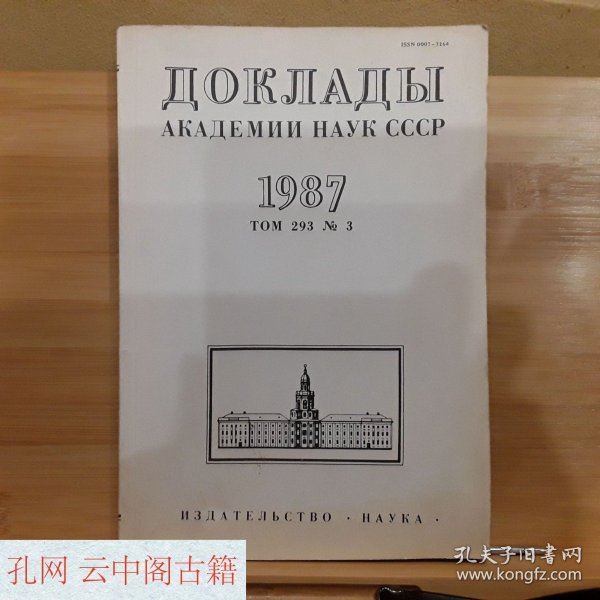 ISSN 0007-3264
ДОКЛАДЫ
АКАДЕМИИ НАУК СССР
1987
ТОМ 293 № 3
ИЗДАТЕЛЬСТВО · НАУКА ·
孔网 云中阁古籍
孔夫子旧书网
www.kongfz.com